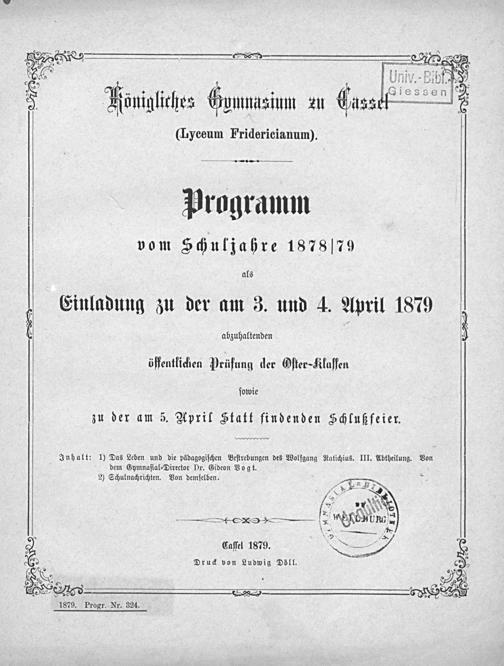 Königliches Gymnasium zu Cassel
Univ.-Bibl.
Giessen
(Lyceum Fridericianum).
Programm
vom Schuljahre 1878/79
als
Einladung zu der am 3. und 4. April 1879
abzuhaltenden
öffentlichen Prüfung der Oster-Klassen
sowie
zu der am 5. April Statt findenden Schlußfeier.
Inhalt: 1) Das Leben und die pädagogischen Bestrebungen des Wolfgang Ratichius. III. Abtheilung. Von
dem Gymnasial-Director Dr. Gideon Vogt.
2) Schulnachrichten. Von demselben.
GYMNASIAL-BIBLIOTHEK
Cassel 1879.
Druck von Ludwig Döll.
1879. Progr. Nr. 324.